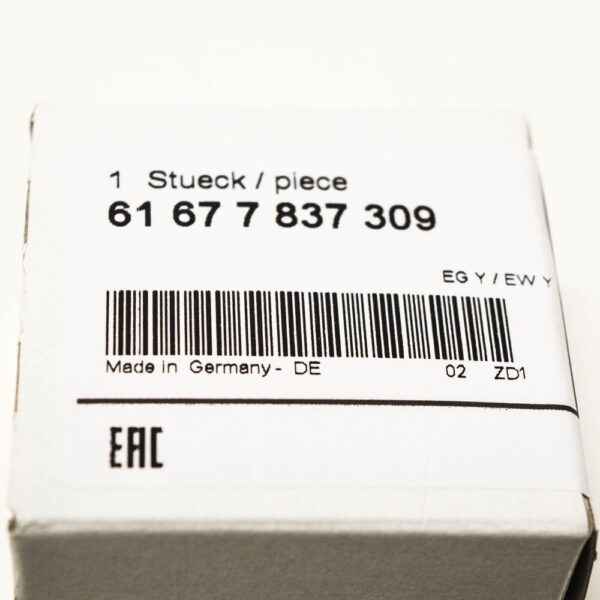 1 Stueck / piece
61 67 7 837 309
EG Y / EW Y
Made in Germany - DE 02 ZD1
EAC